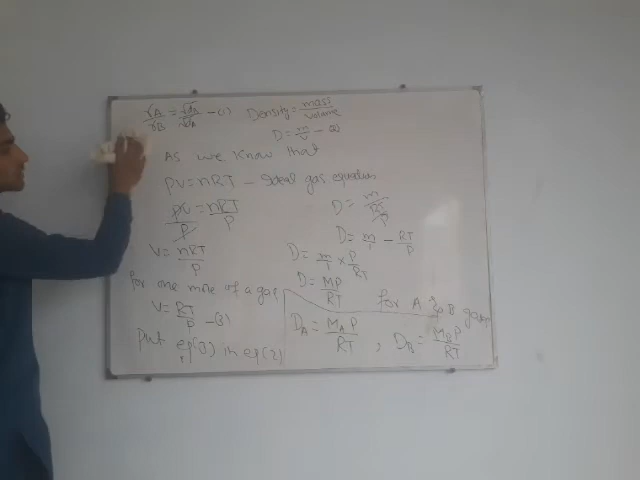 rA/rB = √dB/√dA - (1)
Density = mass/volume
D = m/v - (2)
As we know that
PV = nRT - Ideal gas equation
PV/P = nRT/P
V = nRT/P
for one mole of a gas
V = RT/P - (3)
put eq(3) in eq(2)
D = m/RT/P
D = m/1 - RT/P
D = m/1 × P/RT
D = MP/RT
for A & B gases
DA = MAP/RT , DB = MBP/RT